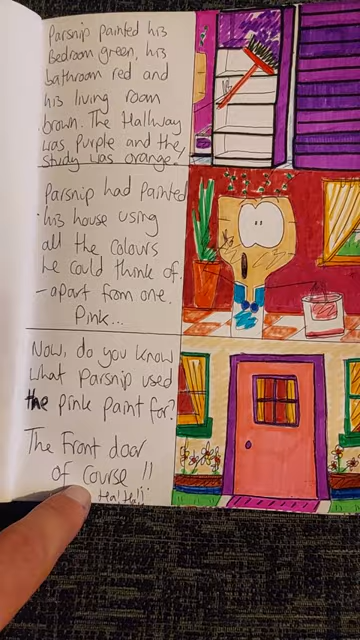 Parsnip painted his
Bedroom green, his
bathroom red and
his living room
brown. The Hallway
was Purple and the
study was orange!
Parsnip had Painted
his house using
all the colours
he could think of
- apart from one.
Pink...
Now, do you know
what Parsnip used
the pink paint for?
The Front door
of course !!
Ha! Ha!